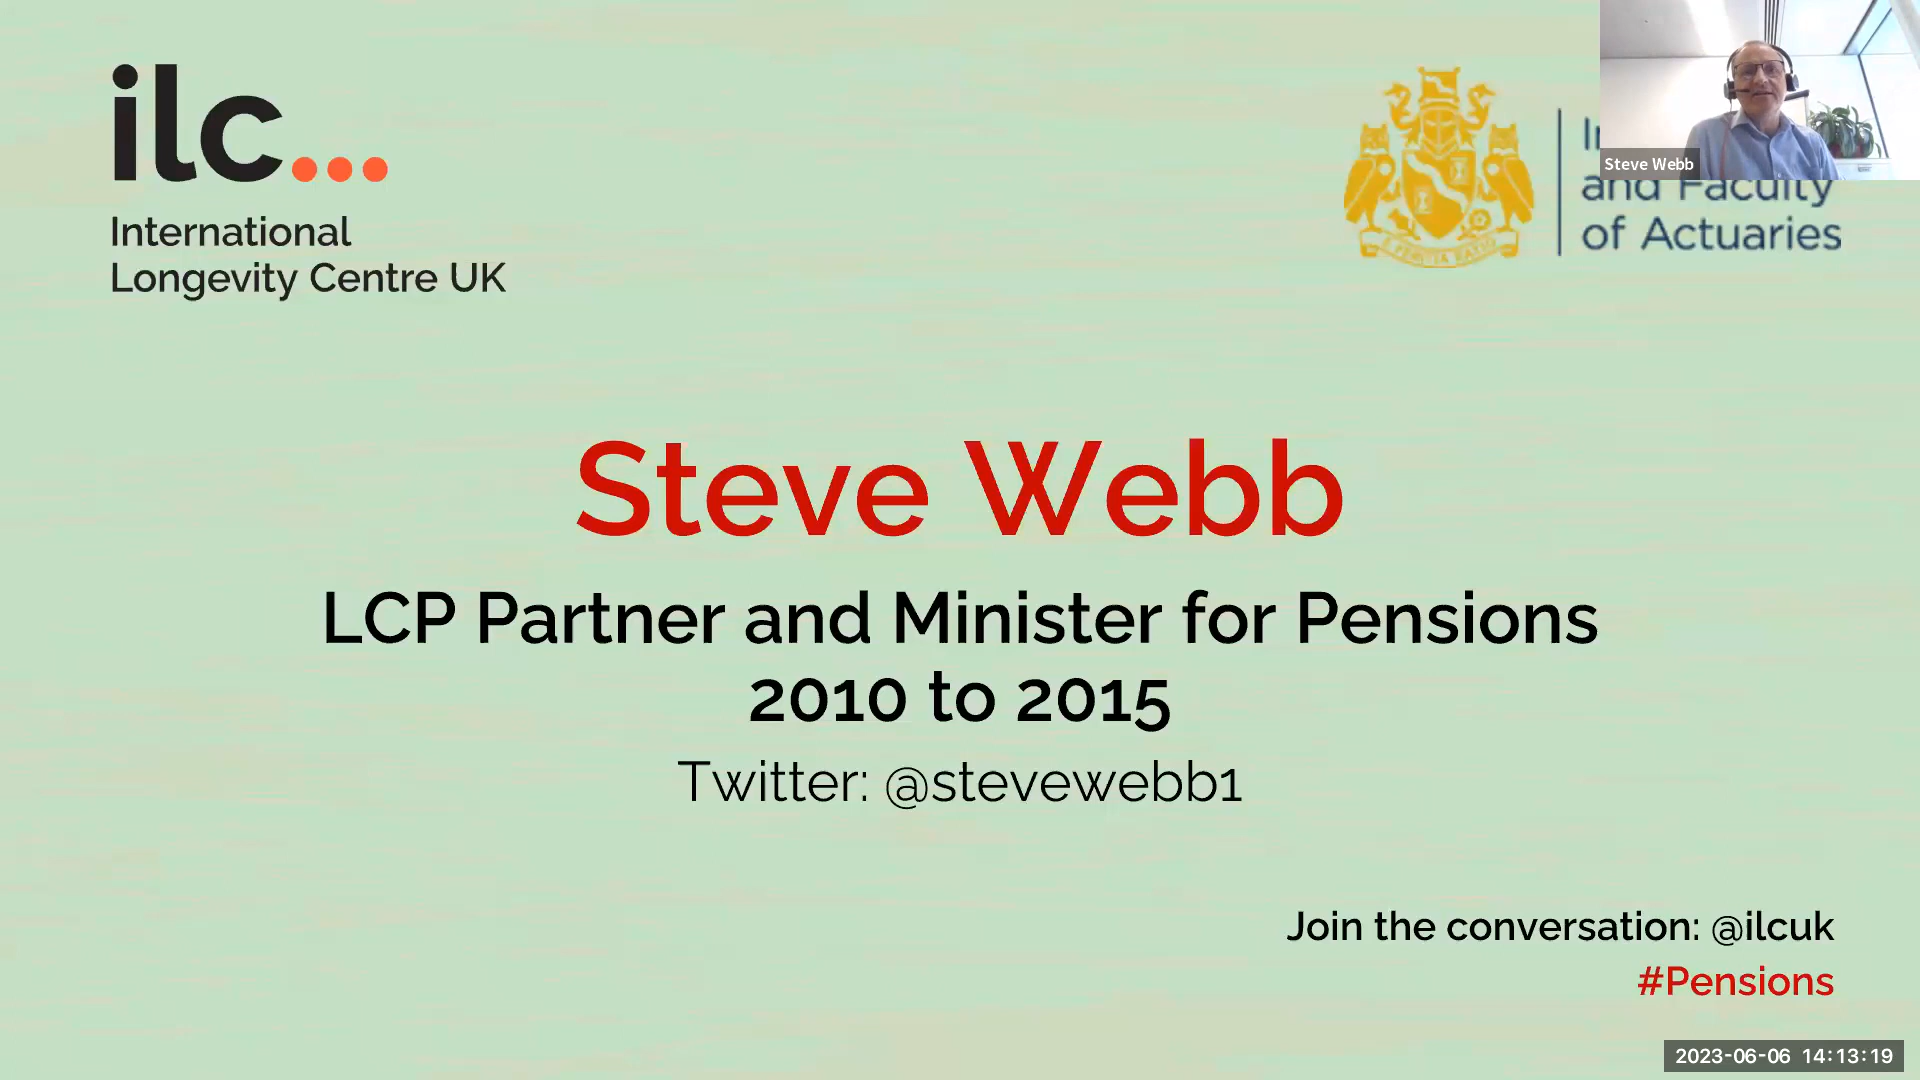 ilc...
International
Longevity Centre UK
and Faculty
of Actuaries
Steve Webb
Steve Webb
LCP Partner and Minister for Pensions
2010 to 2015
Twitter: @stevewebb1
Join the conversation: @ilcuk
#Pensions
2023-06-06 14:13:19